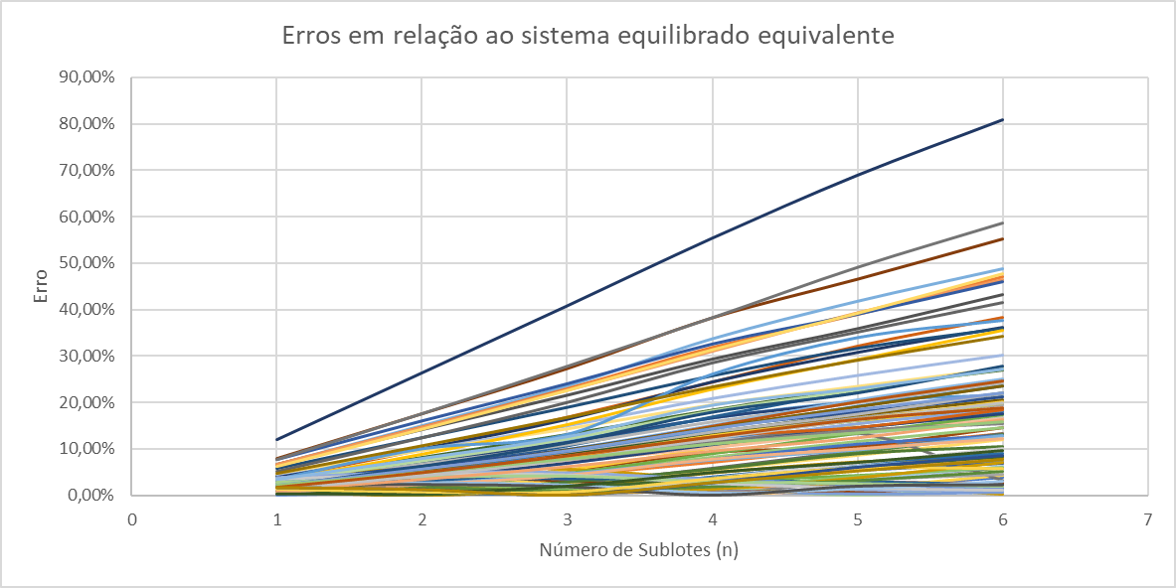 Erros em relação ao sistema equilibrado equivalente
90,00%
80,00%
70,00%
60,00%
50,00%
40,00%
30,00%
20,00%
10,00%
0,00%
Erro
0 1 2 3 4 5 6 7
Número de Sublotes (n)